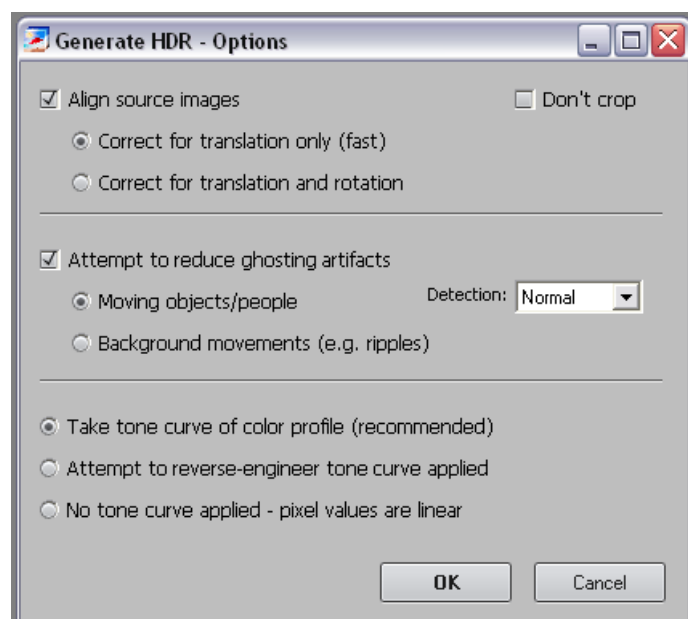 Generate HDR - Options
Align source images Don't crop
Correct for translation only (fast)
Correct for translation and rotation
Attempt to reduce ghosting artifacts
Moving objects/people Detection: Normal
Background movements (e.g. ripples)
Take tone curve of color profile (recommended)
Attempt to reverse-engineer tone curve applied
No tone curve applied - pixel values are linear
OK Cancel